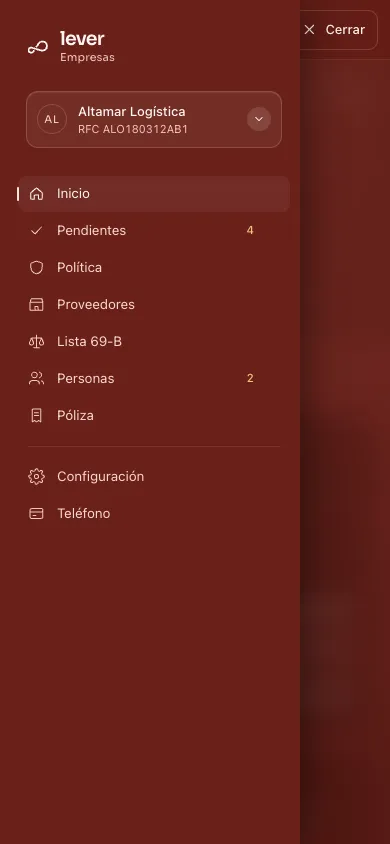 lever
Empresas
Cerrar
AL
Altamar Logística
RFC ALO180312AB1
Inicio
Pendientes 4
Política
Proveedores
Lista 69-B
Personas 2
Póliza
Configuración
Teléfono